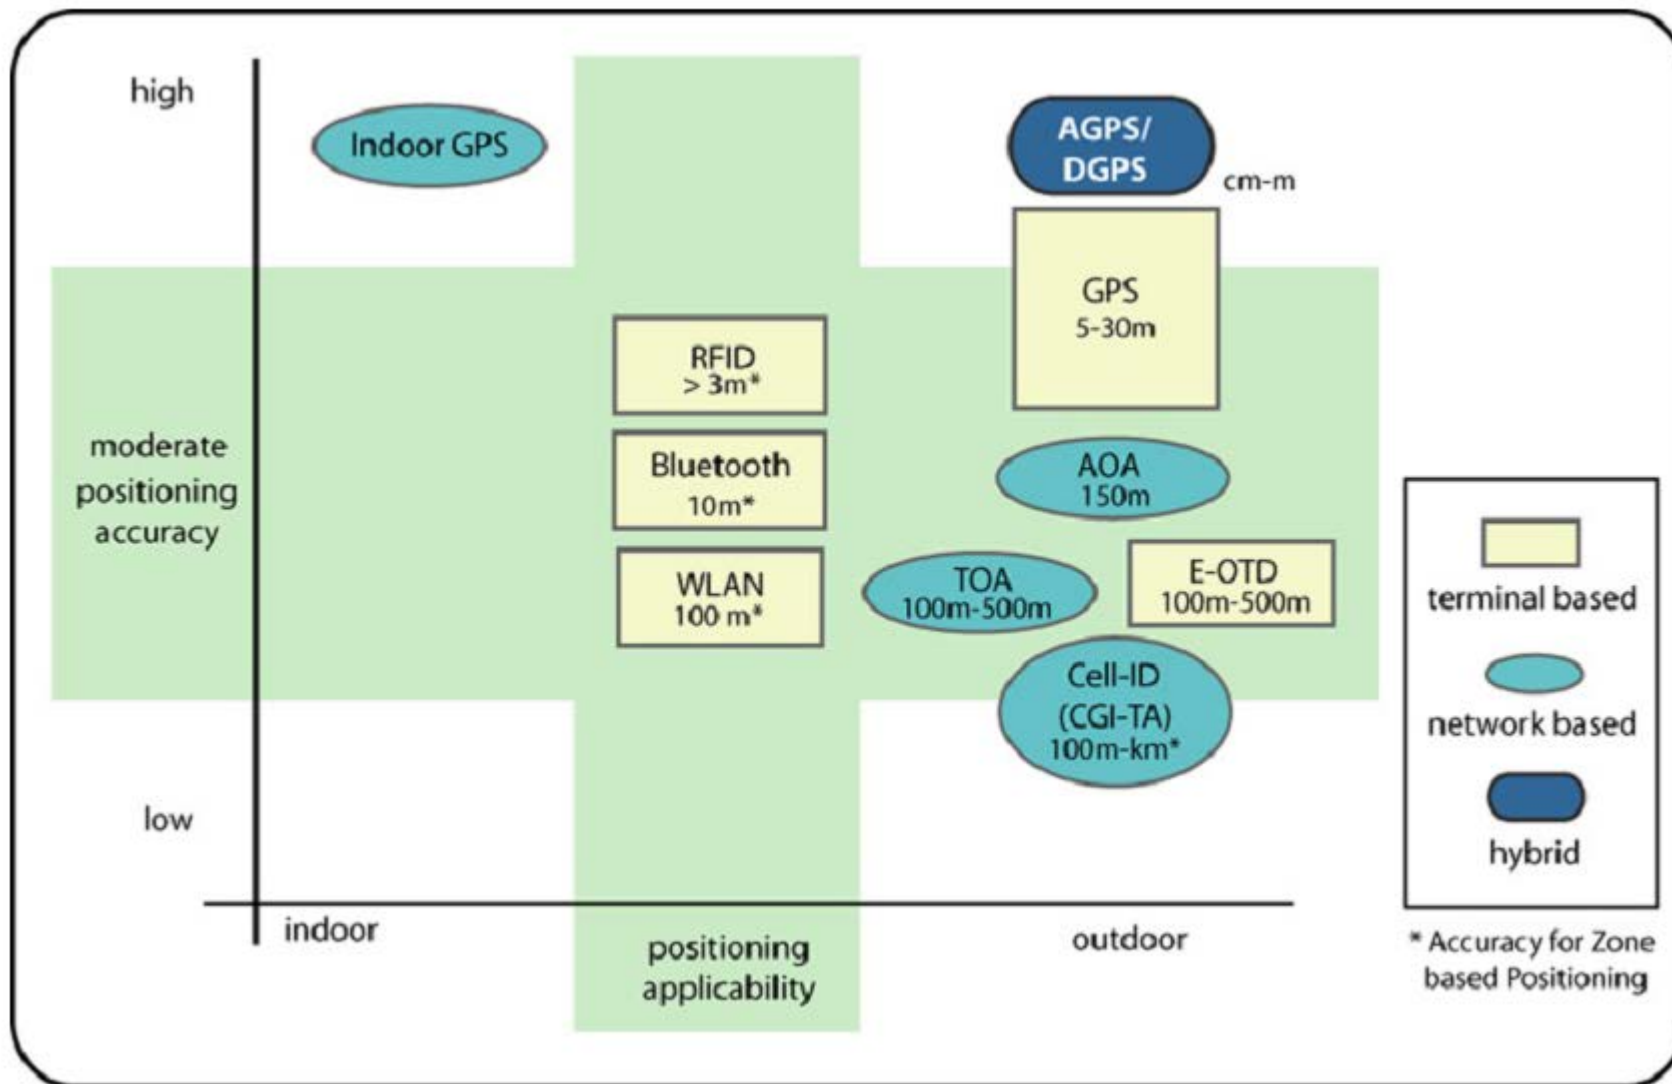 high
Indoor GPS
AGPS/
DGPS
cm-m
GPS
5-30m
RFID
> 3m*
moderate
positioning
accuracy
Bluetooth
10m*
AOA
150m
WLAN
100 m*
TOA
100m-500m
E-OTD
100m-500m
Cell-ID
(CGI-TA)
100m-km*
low
indoor
positioning
applicability
outdoor
terminal based
network based
hybrid
* Accuracy for Zone
based Positioning